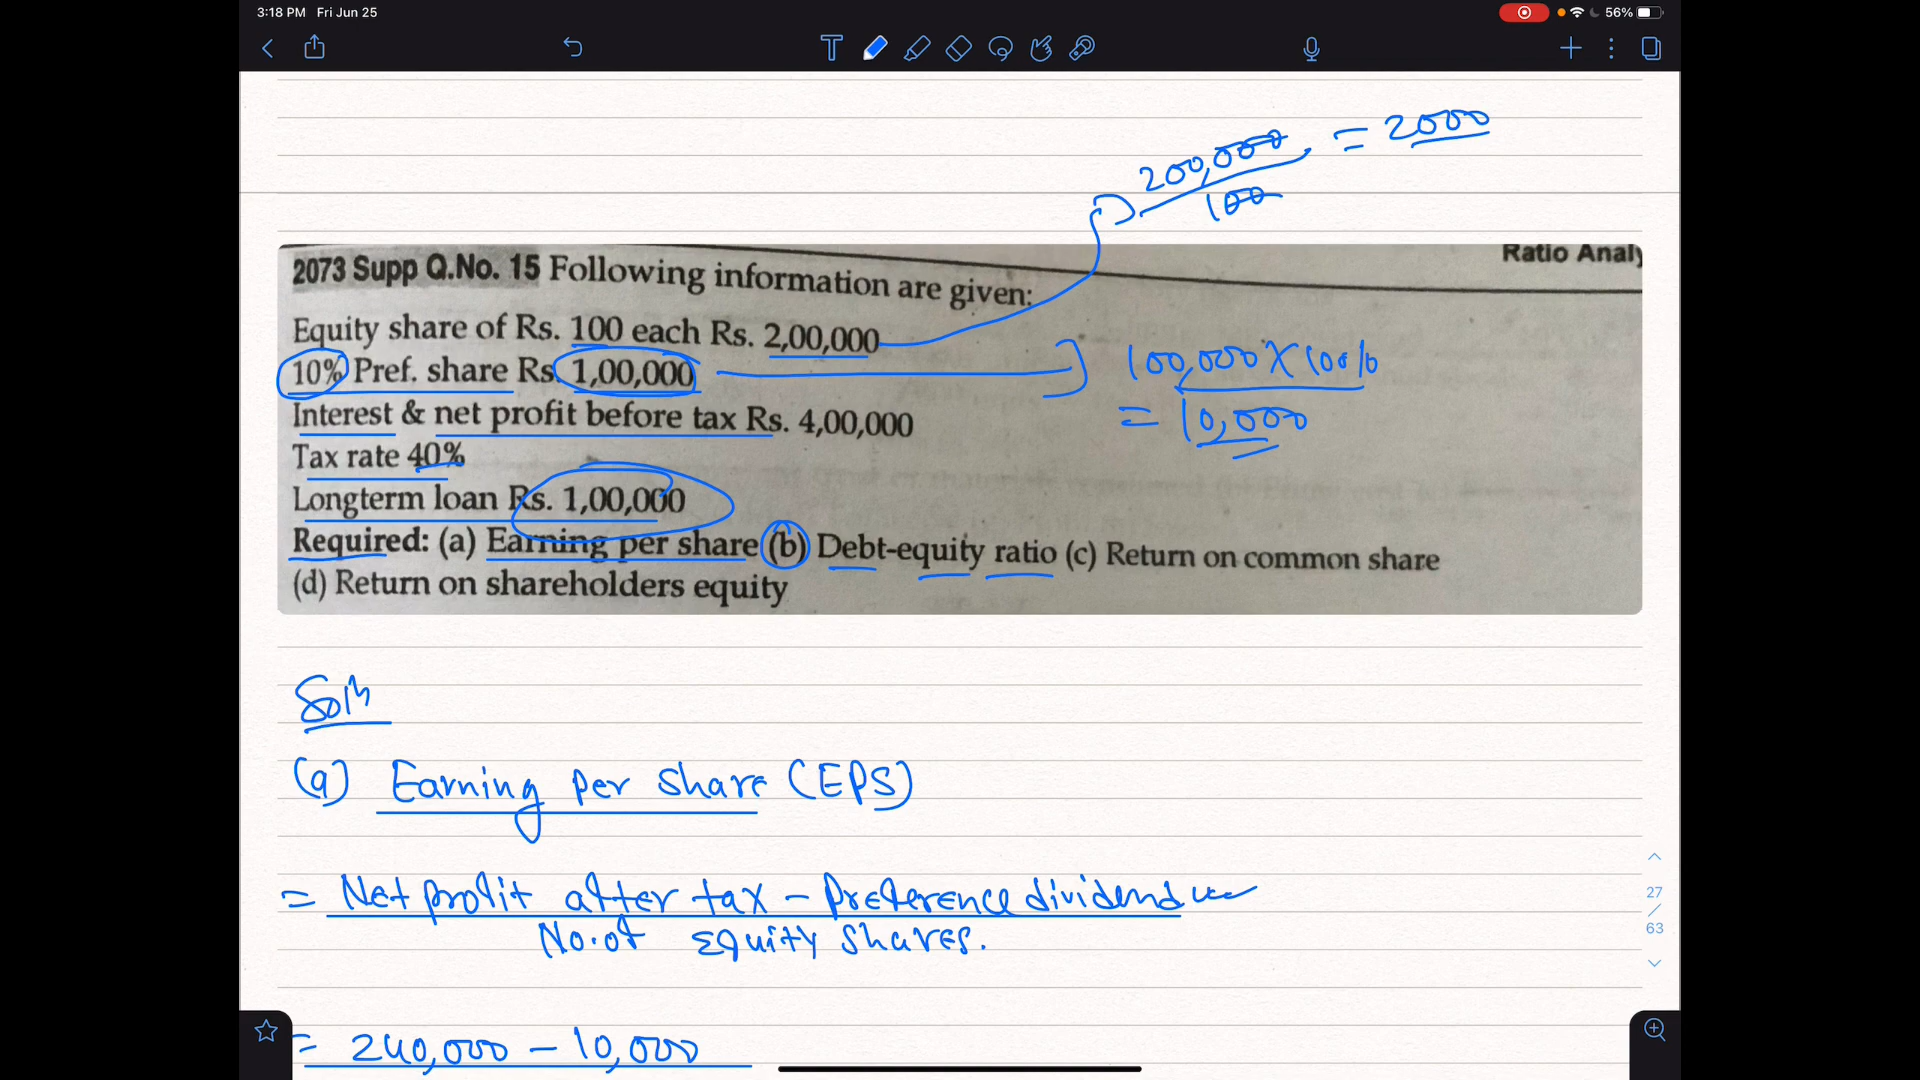 3:18 PM Fri Jun 25
56%
200,000 = 2000
100
Ratio Analy
2073 Supp Q.No. 15 Following information are given:
Equity share of Rs. 100 each Rs. 2,00,000
10% Pref. share Rs. 1,00,000
100,000 X 10%
= 10,000
Interest & net profit before tax Rs. 4,00,000
Tax rate 40%
Longterm loan Rs. 1,00,000
Required: (a) Earning per share (b) Debt-equity ratio (c) Return on common share
(d) Return on shareholders equity
Soln
(a) Earning per share (EPS)
= Net profit after tax - Preference dividend
No. of equity shares.
27
/
63
= 240,000 - 10,000